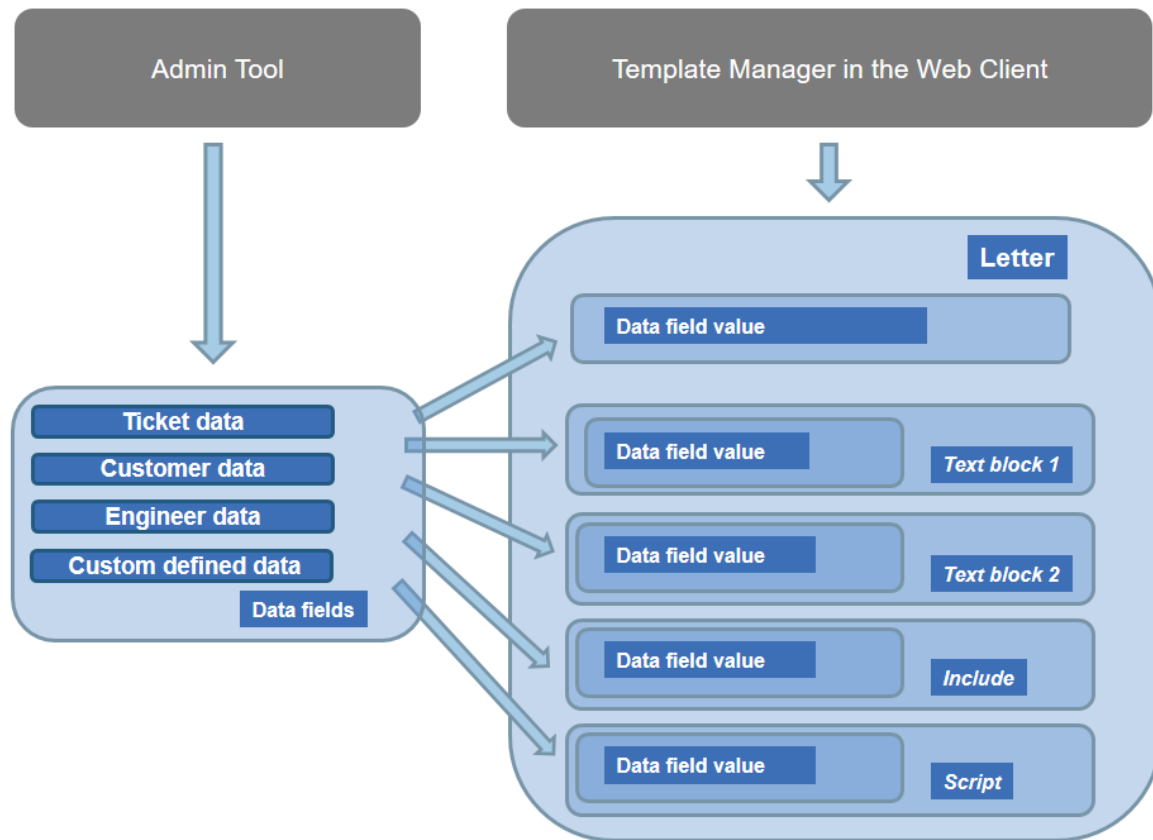 Admin Tool
Template Manager in the Web Client
Letter
Data field value
Ticket data
Customer data
Engineer data
Custom defined data
Data fields
Data field value
Text block 1
Data field value
Text block 2
Data field value
Include
Data field value
Script